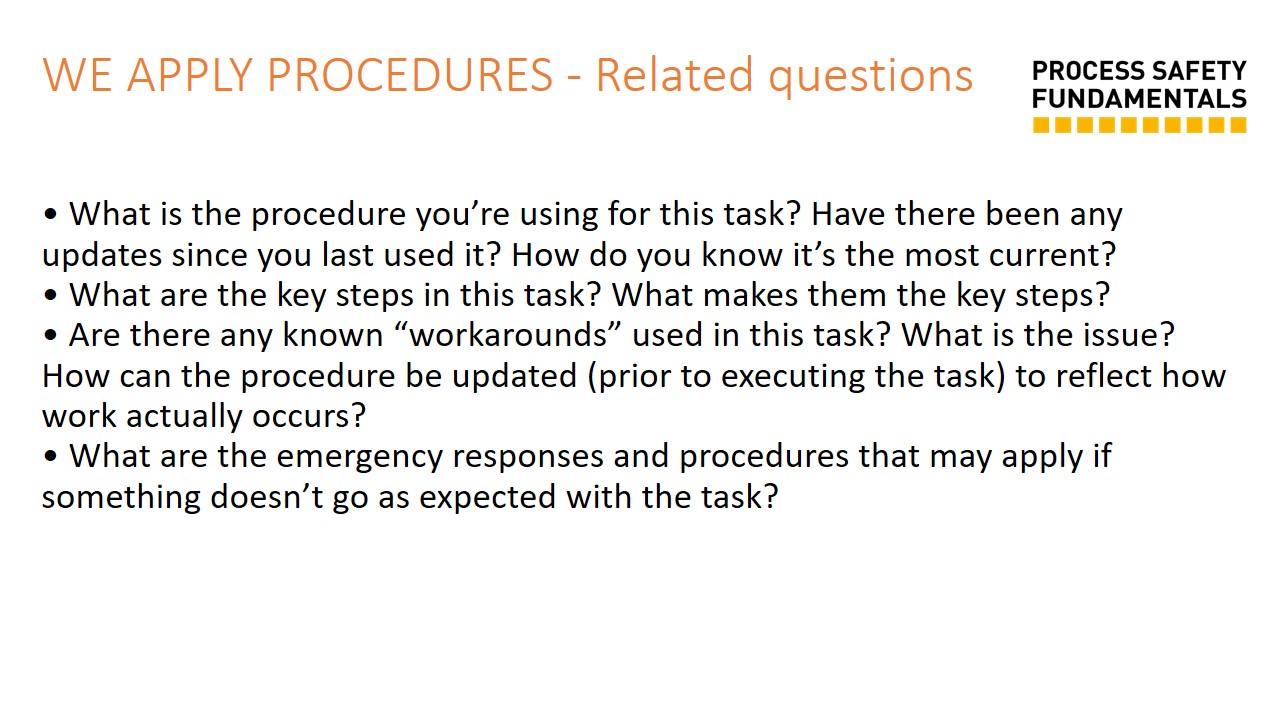 WE APPLY PROCEDURES - Related questions
PROCESS SAFETY
FUNDAMENTALS
• What is the procedure you’re using for this task? Have there been any
updates since you last used it? How do you know it’s the most current?
• What are the key steps in this task? What makes them the key steps?
• Are there any known “workarounds” used in this task? What is the issue?
How can the procedure be updated (prior to executing the task) to reflect how
work actually occurs?
• What are the emergency responses and procedures that may apply if
something doesn’t go as expected with the task?